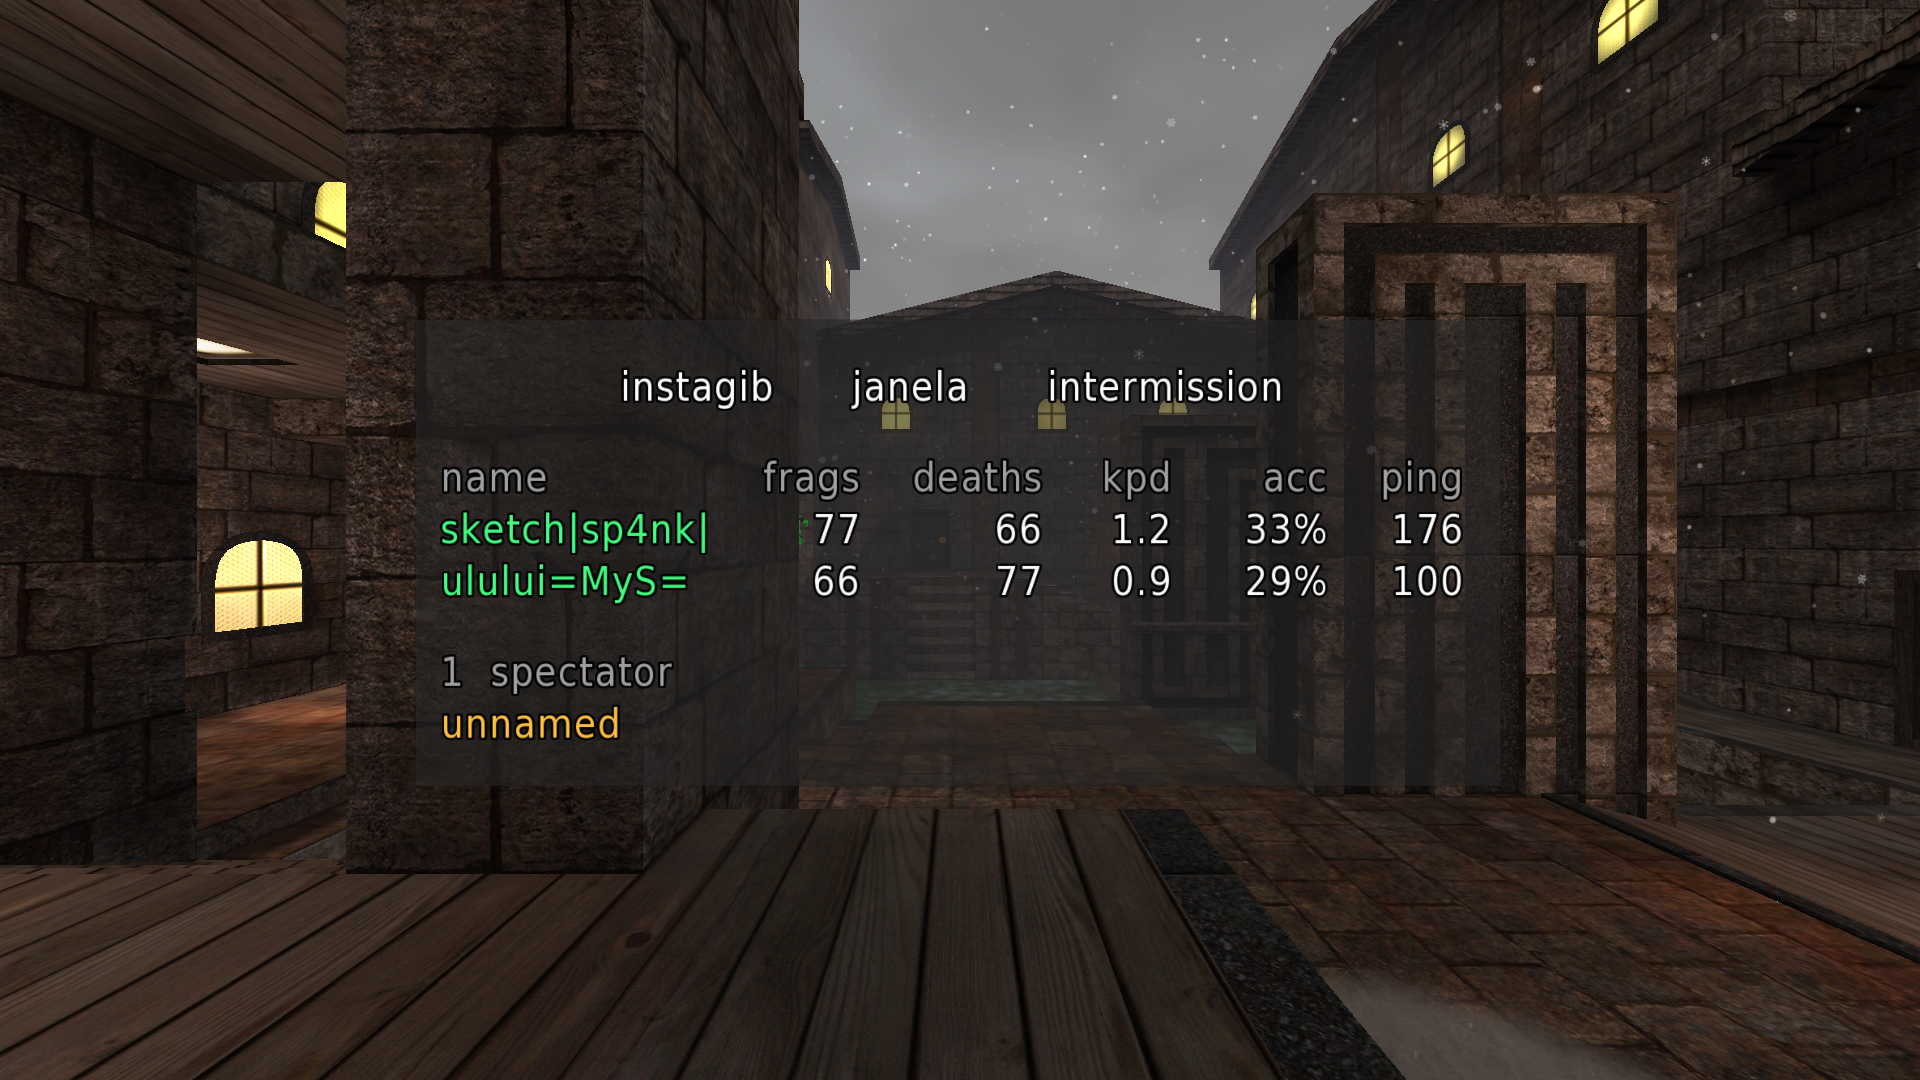 instagib janela intermission
name frags deaths kpd acc ping
sketch|sp4nk| 77 66 1.2 33% 176
ulului=MyS= 66 77 0.9 29% 100
1 spectator
unnamed